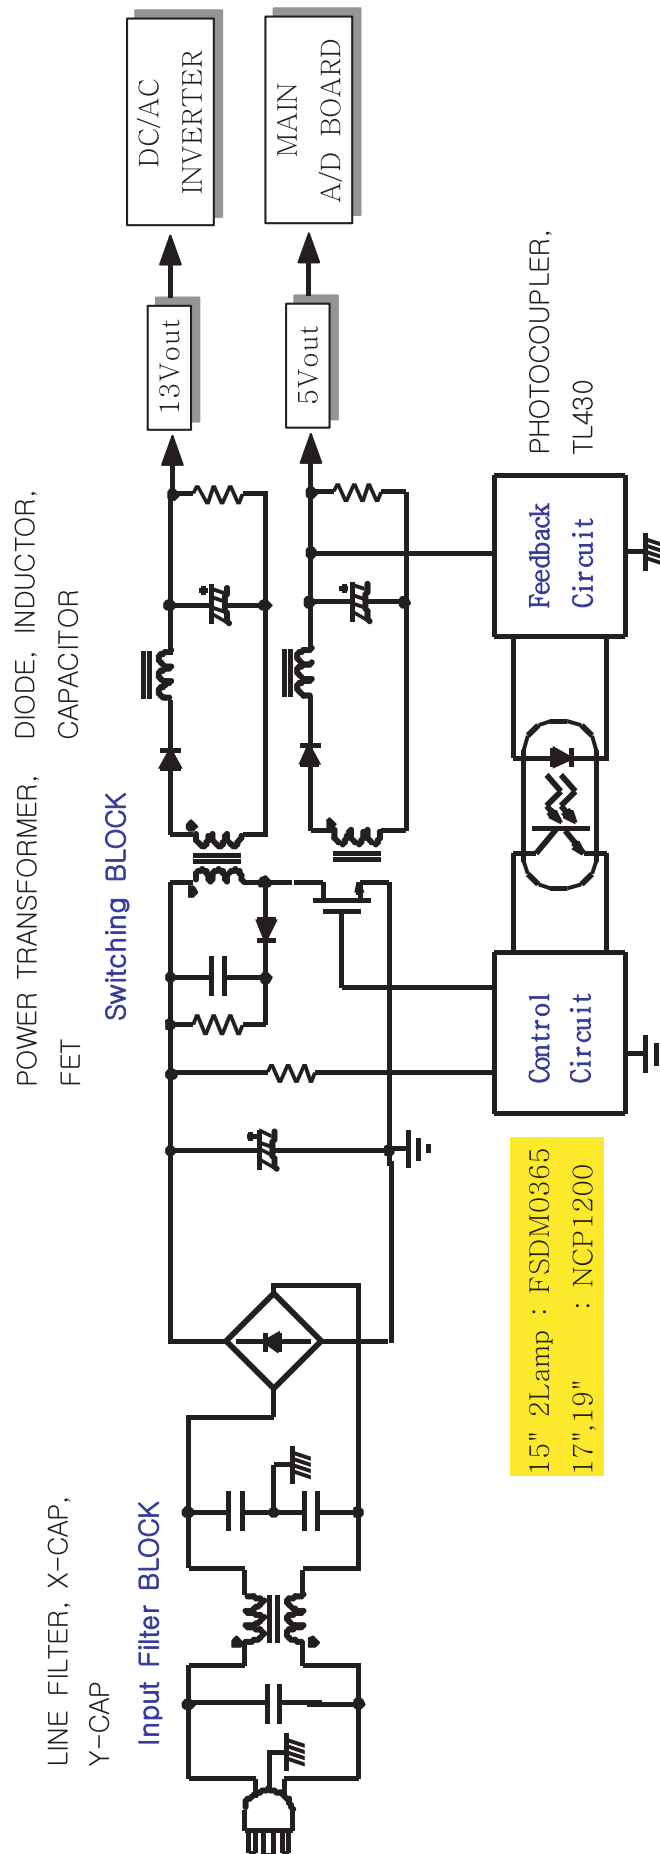 LINE FILTER, X-CAP,
Y-CAP
Input Filter BLOCK
POWER TRANSFORMER, DIODE, INDUCTOR,
FET CAPACITOR
Switching BLOCK
13Vout
DC/AC
INVERTER
5Vout
MAIN
A/D BOARD
15" 2Lamp : FSDM0365
17",19" : NCP1200
Control
Circuit
Feedback
Circuit
PHOTOCOUPLER,
TL430